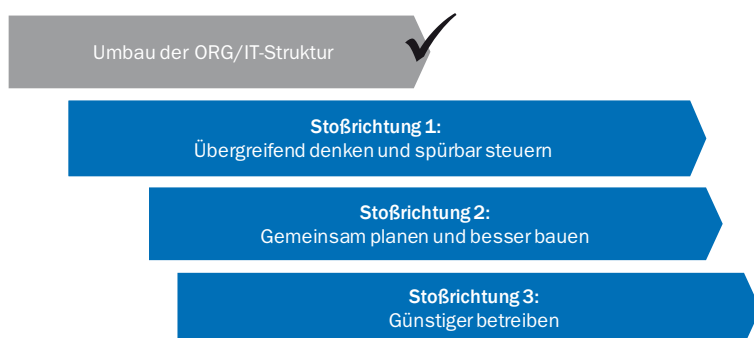 Umbau der ORG/IT-Struktur
Stoßrichtung 1:
Übergreifend denken und spürbar steuern
Stoßrichtung 2:
Gemeinsam planen und besser bauen
Stoßrichtung 3:
Günstiger betreiben